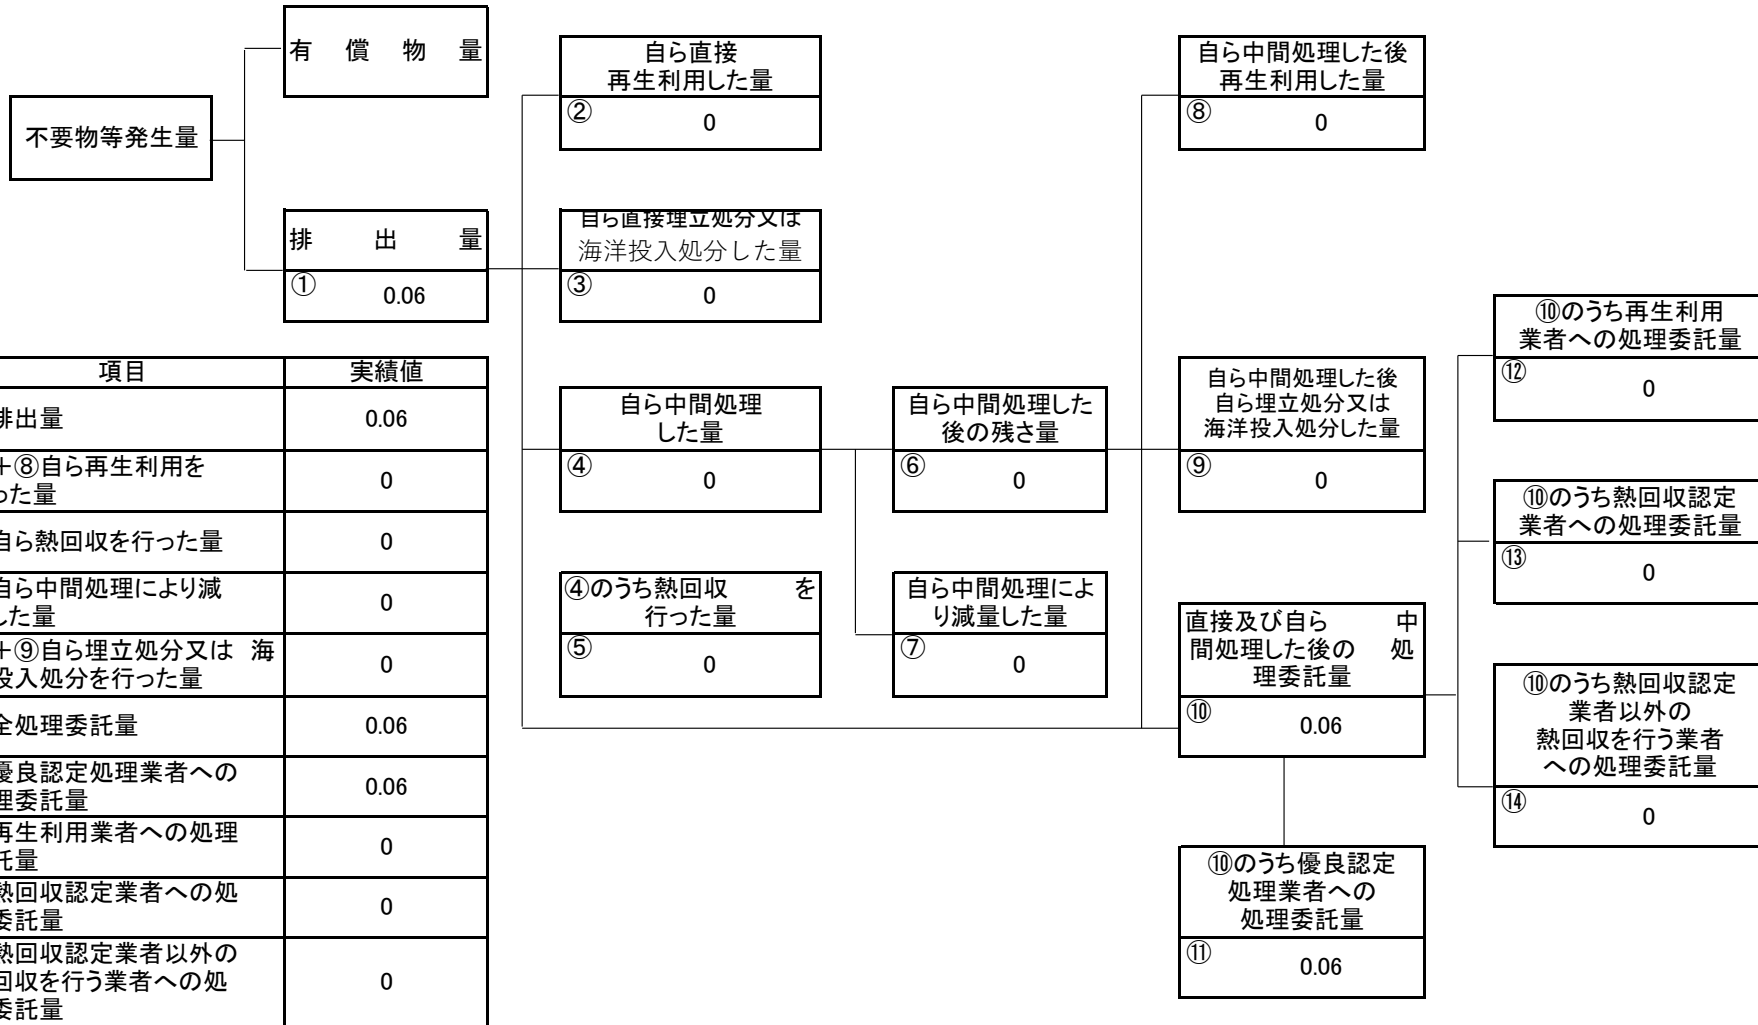 有償物量
不要物等発生量
排出量
①
0.06
自ら直接
再生利用した量
②
0
自ら直接埋立処分又は
海洋投入処分した量
③
0
自ら中間処理
した量
④
0
④のうち熱回収 を
行った量
⑤
0
自ら中間処理した
後の残さ量
⑥
0
自ら中間処理によ
り減量した量
⑦
0
自ら中間処理した後
再生利用した量
⑧
0
自ら中間処理した後
自ら埋立処分又は
海洋投入処分した量
⑨
0
直接及び自ら 中
間処理した後の 処
理委託量
⑩
0.06
⑩のうち優良認定
処理業者への
処理委託量
⑪
0.06
⑩のうち再生利用
業者への処理委託量
⑫
0
⑩のうち熱回収認定
業者への処理委託量
⑬
0
⑩のうち熱回収認定
業者以外の
熱回収を行う業者
への処理委託量
⑭
0
項目 実績値
排出量 0.06
+⑧自ら再生利用を
った量
0
自ら熱回収を行った量 0
自ら中間処理により減
した量
0
+⑨自ら埋立処分又は 海
投入処分を行った量
0
全処理委託量 0.06
優良認定処理業者への
理委託量
0.06
再生利用業者への処理
託量
0
熱回収認定業者への処
委託量
0
熱回収認定業者以外の
回収を行う業者への処
委託量
0